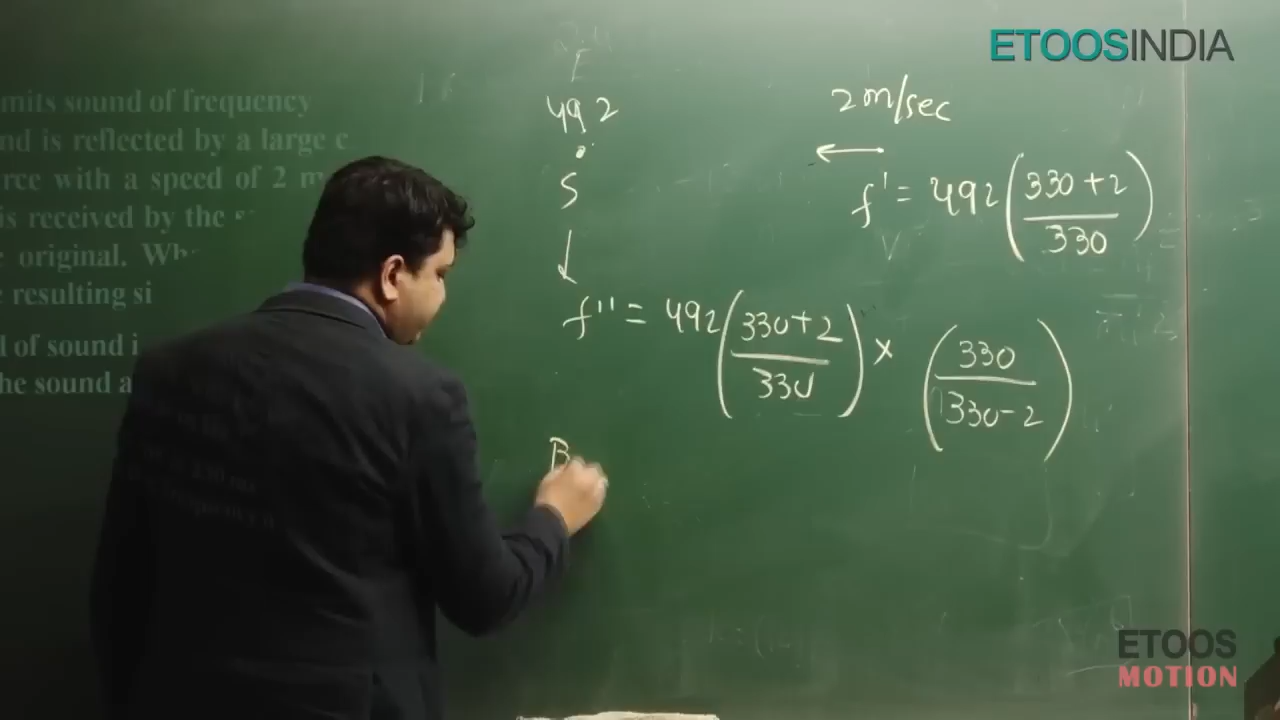 ETOOSINDIA
mits sound of frequency
nd is reflected by a large c
rce with a speed of 2 m
is received by the s
original. Wh
resulting si
d of sound i
he sound a
492
S
2 m/sec
f' = 492 (330 + 2 / 330)
f'' = 492 (330 + 2 / 330) × (330 / 330 - 2)
B
ETOOS
MOTION